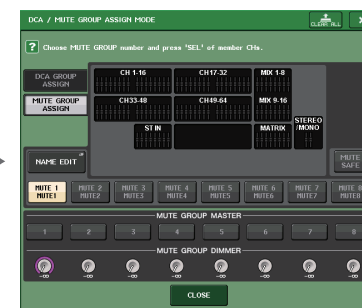 DCA / MUTE GROUP ASSIGN MODE
CLEAR ALL
? Choose MUTE GROUP number and press 'SEL' of member CHs.
DCA GROUP ASSIGN
MUTE GROUP ASSIGN
CH 1-16 CH17-32 MIX 1-8
CH33-48 CH49-64 MIX 9-16
ST IN MATRIX STEREO /MONO
NAME EDIT
MUTE SAFE
MUTE 1 MUTE 2 MUTE 3 MUTE 4 MUTE 5 MUTE 6 MUTE 7 MUTE 8
MUTE1 MUTE2 MUTE3 MUTE4 MUTE5 MUTE6 MUTE7 MUTE8
MUTE GROUP MASTER
1 2 3 4 5 6 7 8
MUTE GROUP DIMMER
-∞ -∞ -∞ -∞ -∞ -∞ -∞ -∞
CLOSE